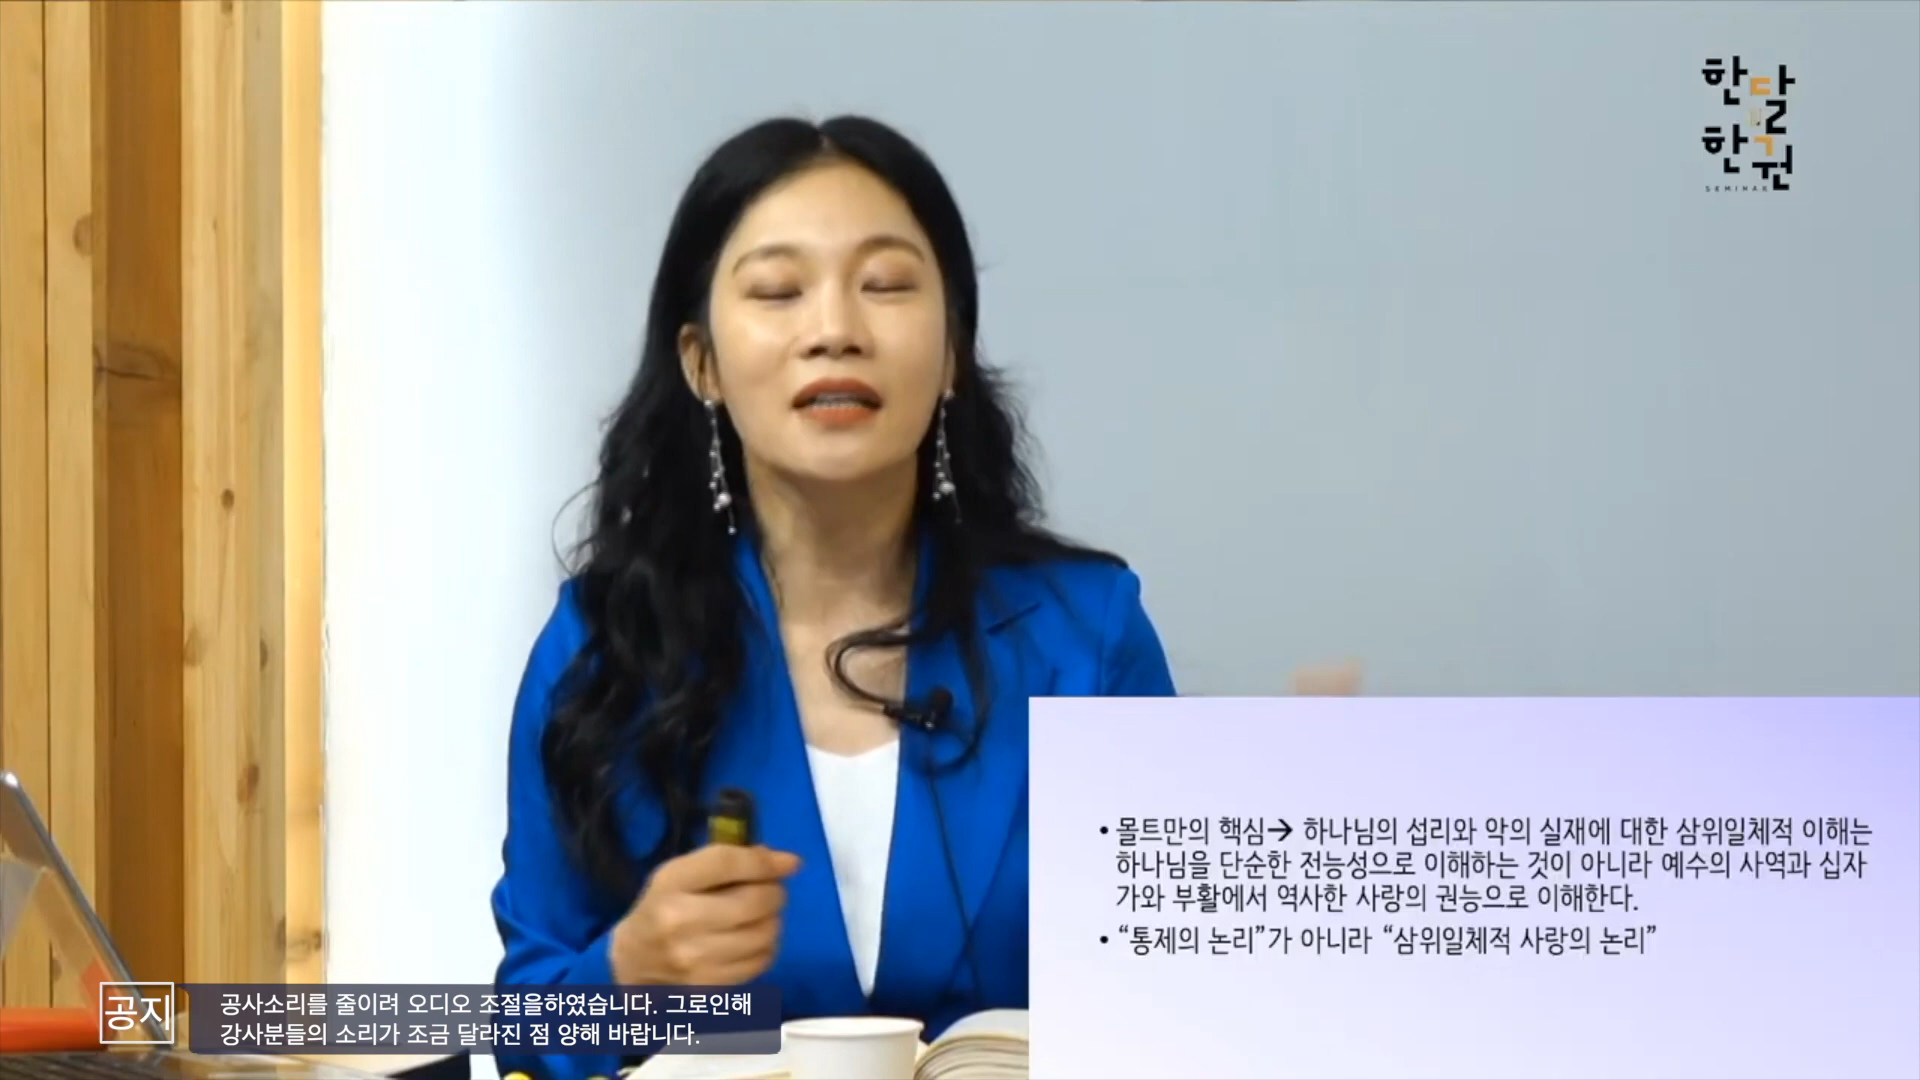 한달
한권
SEMINAR
• 몰트만의 핵심→ 하나님의 섭리와 악의 실재에 대한 삼위일체적 이해는
하나님을 단순한 전능성으로 이해하는 것이 아니라 예수의 사역과 십자
가와 부활에서 역사한 사랑의 권능으로 이해한다.
• “통제의 논리”가 아니라 “삼위일체적 사랑의 논리”
공지
공사소리를 줄이려 오디오 조절을하였습니다. 그로인해
강사분들의 소리가 조금 달라진 점 양해 바랍니다.